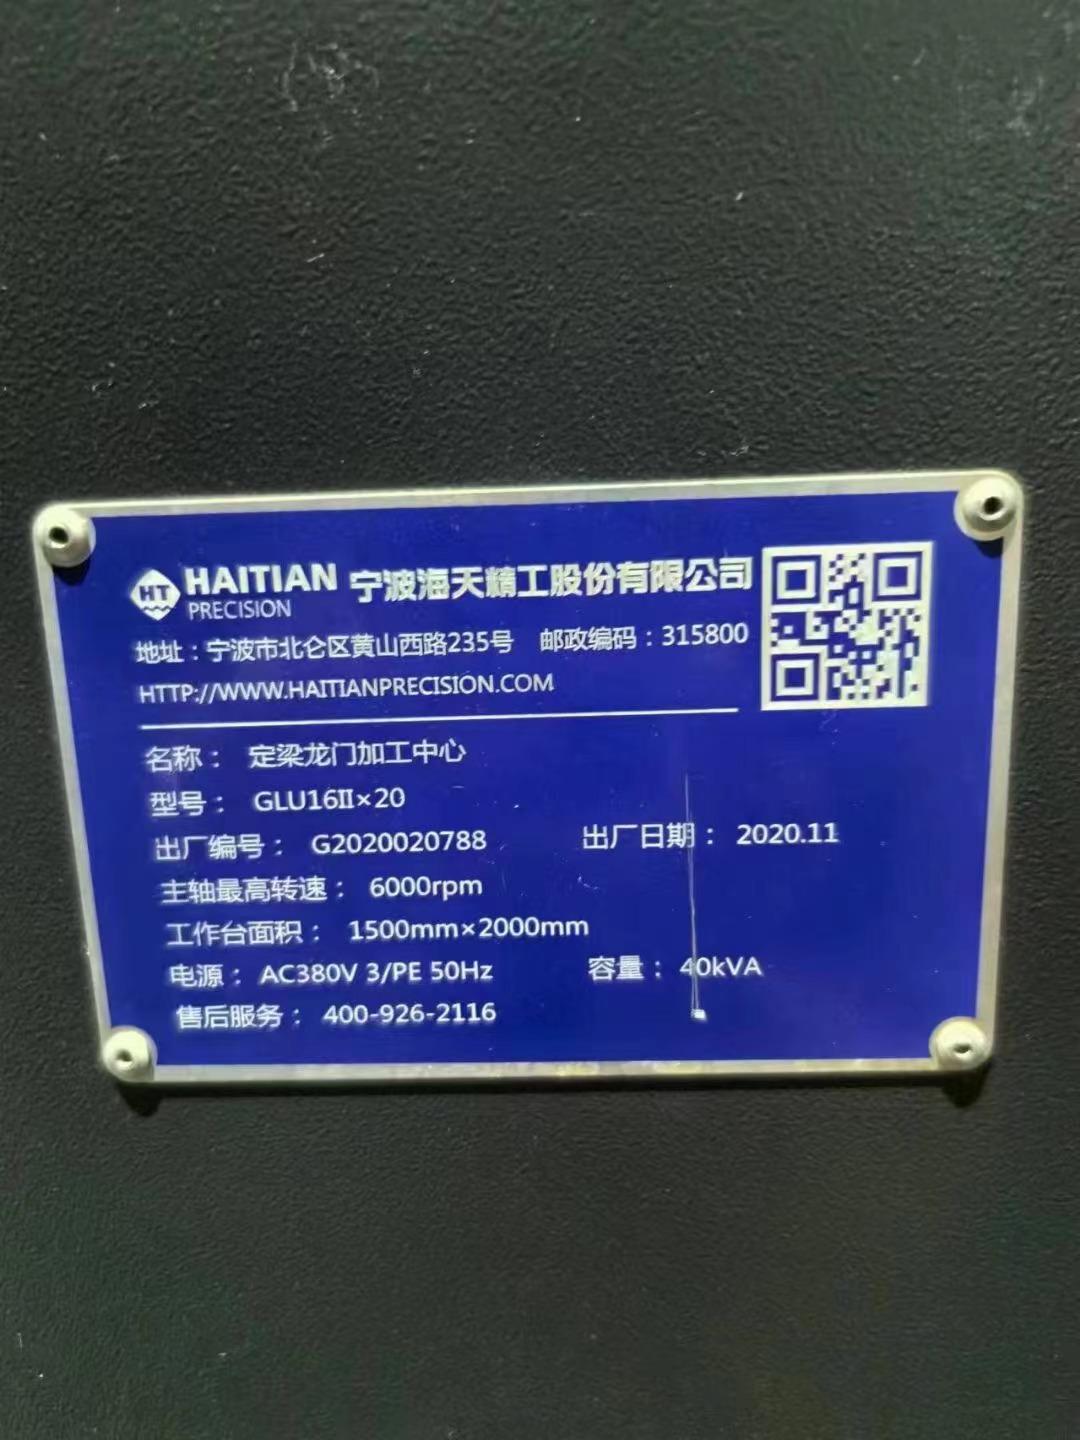 HT HAITIAN PRECISION 宁波海天精工股份有限公司
地址：宁波市北仑区黄山西路235号 邮政编码：315800
HTTP://WWW.HAITIANPRECISION.COM
名称： 定梁龙门加工中心
型号： GLU16II×20
出厂编号： G2020020788 出厂日期： 2020.11
主轴最高转速： 6000rpm
工作台面积： 1500mm×2000mm
电源： AC380V 3/PE 50Hz 容量： 40kVA
售后服务： 400-926-2116